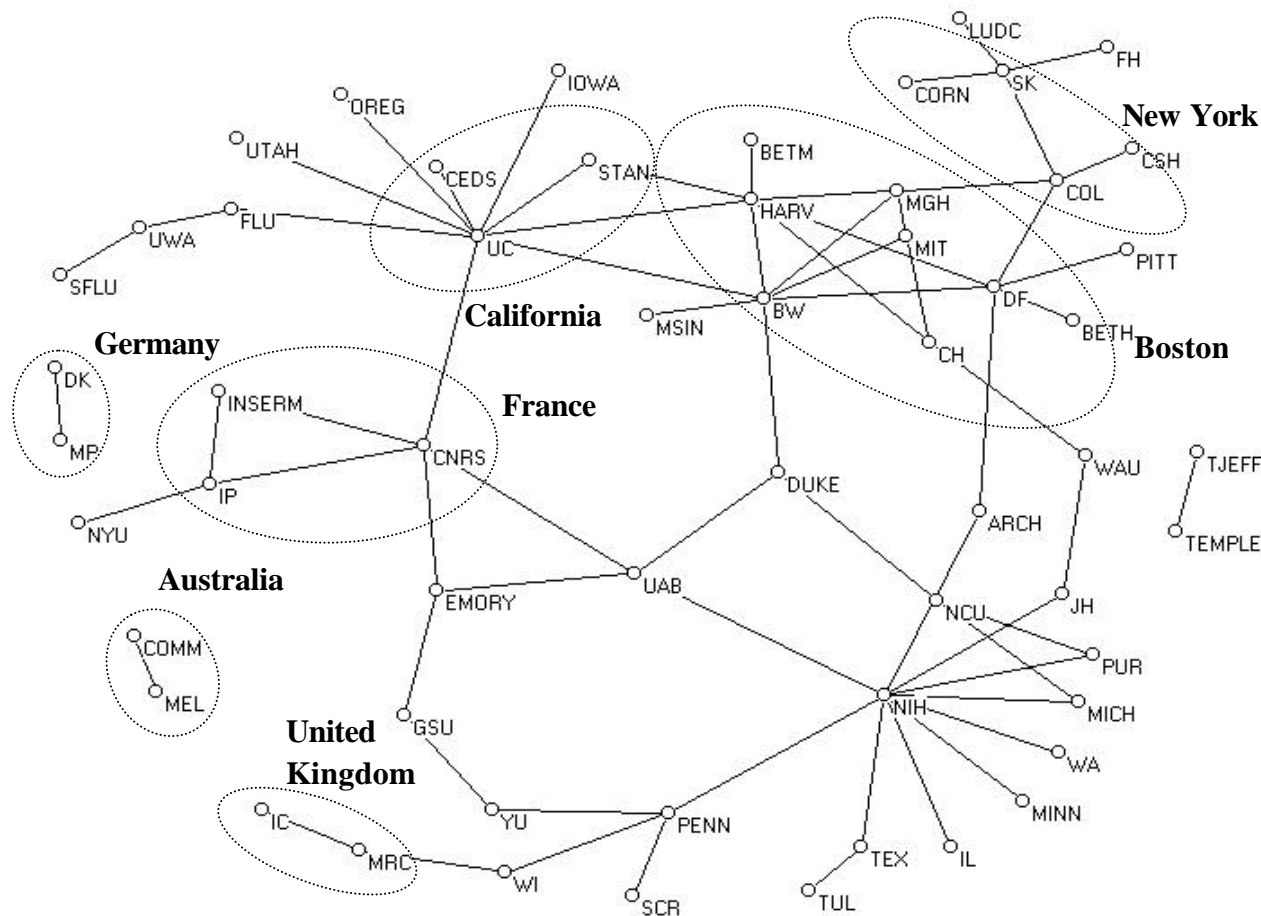 LUDC
FH
IOWA
SK
OREG
CORN
New York
UTAH
BETM
CSH
CEDS
STAN
COL
HARV
MGH
FLU
UWA
UC
MIT
PITT
SFLU
DF
California
MSIN
BW
BETH
Germany
CH
Boston
DK
INSERM
France
MP
CNRS
WAU
TJEFF
IP
DUKE
NYU
ARCH
TEMPLE
Australia
UAB
EMORY
NCU
JH
COMM
PUR
MEL
NIH
MICH
GSU
United
Kingdom
WA
IC
YU
PENN
MINN
MRC
TEX
IL
WI
SCR
TUL